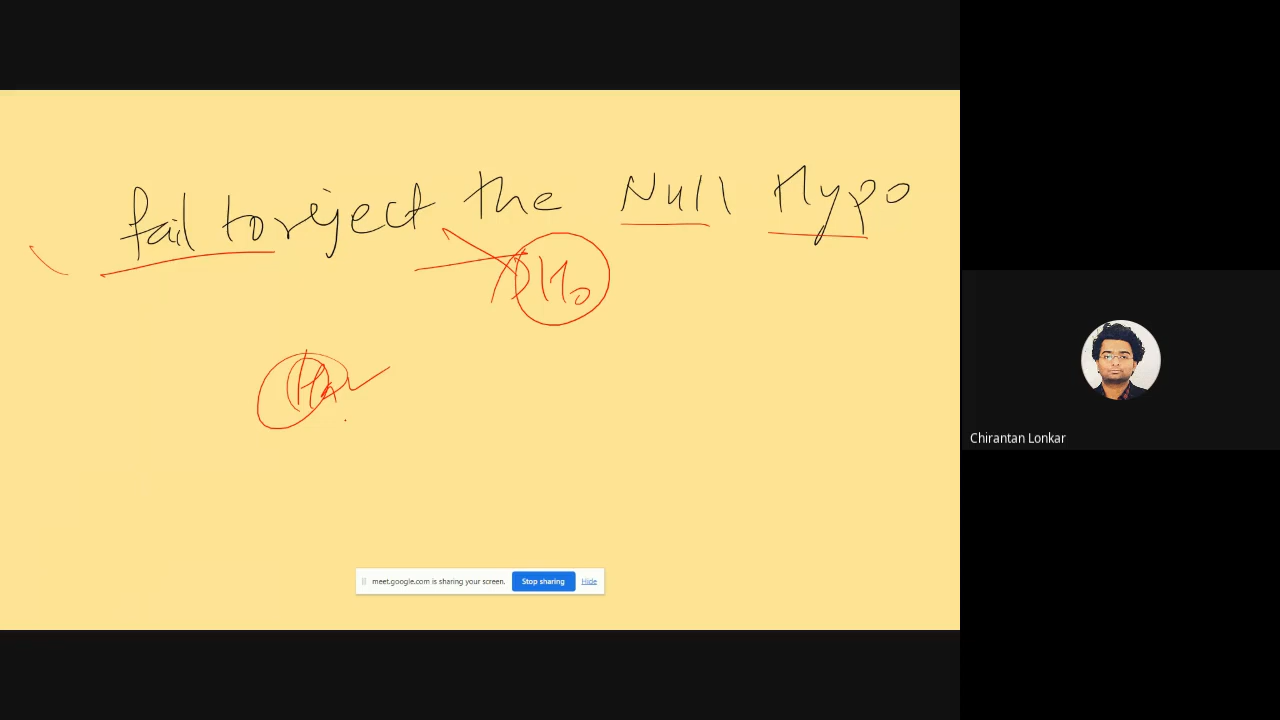 fail to reject the Null Hypo
H₀
Ha
meet.google.com is sharing your screen. Stop sharing Hide
Chirantan Lonkar